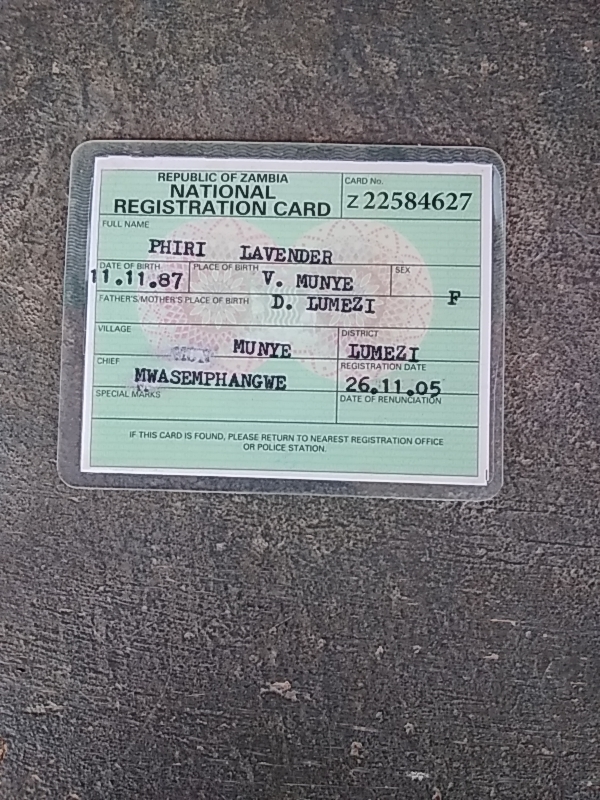 REPUBLIC OF ZAMBIA
NATIONAL
REGISTRATION CARD
CARD No.
Z 22584627
FULL NAME
PHIRI LAVENDER
DATE OF BIRTH PLACE OF BIRTH SEX
11.11.87 V. MUNYE
FATHER'S/MOTHER'S PLACE OF BIRTH D. LUMEZI F
VILLAGE DISTRICT
MUNYE LUMEZI
CHIEF REGISTRATION DATE
MWASEMPHANGWE 26.11.05
SPECIAL MARKS DATE OF RENUNCIATION
IF THIS CARD IS FOUND, PLEASE RETURN TO NEAREST REGISTRATION OFFICE
OR POLICE STATION.